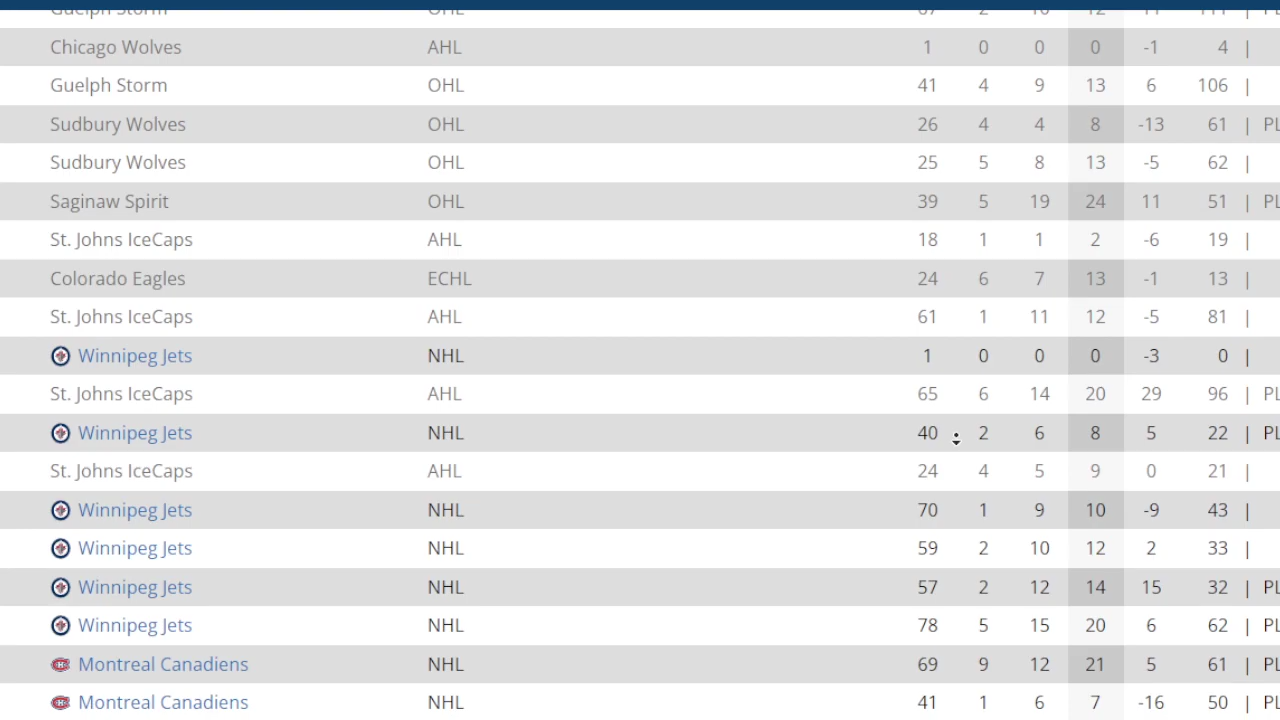 Guelph Storm OHL 67 2 10 12 11 111 | PL
Chicago Wolves AHL 1 0 0 0 -1 4 |
Guelph Storm OHL 41 4 9 13 6 106 |
Sudbury Wolves OHL 26 4 4 8 -13 61 | PL
Sudbury Wolves OHL 25 5 8 13 -5 62 |
Saginaw Spirit OHL 39 5 19 24 11 51 | PL
St. Johns IceCaps AHL 18 1 1 2 -6 19 |
Colorado Eagles ECHL 24 6 7 13 -1 13 |
St. Johns IceCaps AHL 61 1 11 12 -5 81 |
Winnipeg Jets NHL 1 0 0 0 -3 0 |
St. Johns IceCaps AHL 65 6 14 20 29 96 | PL
Winnipeg Jets NHL 40 2 6 8 5 22 | PL
St. Johns IceCaps AHL 24 4 5 9 0 21 |
Winnipeg Jets NHL 70 1 9 10 -9 43 |
Winnipeg Jets NHL 59 2 10 12 2 33 |
Winnipeg Jets NHL 57 2 12 14 15 32 | PL
Winnipeg Jets NHL 78 5 15 20 6 62 | PL
Montreal Canadiens NHL 69 9 12 21 5 61 | PL
Montreal Canadiens NHL 41 1 6 7 -16 50 | PL